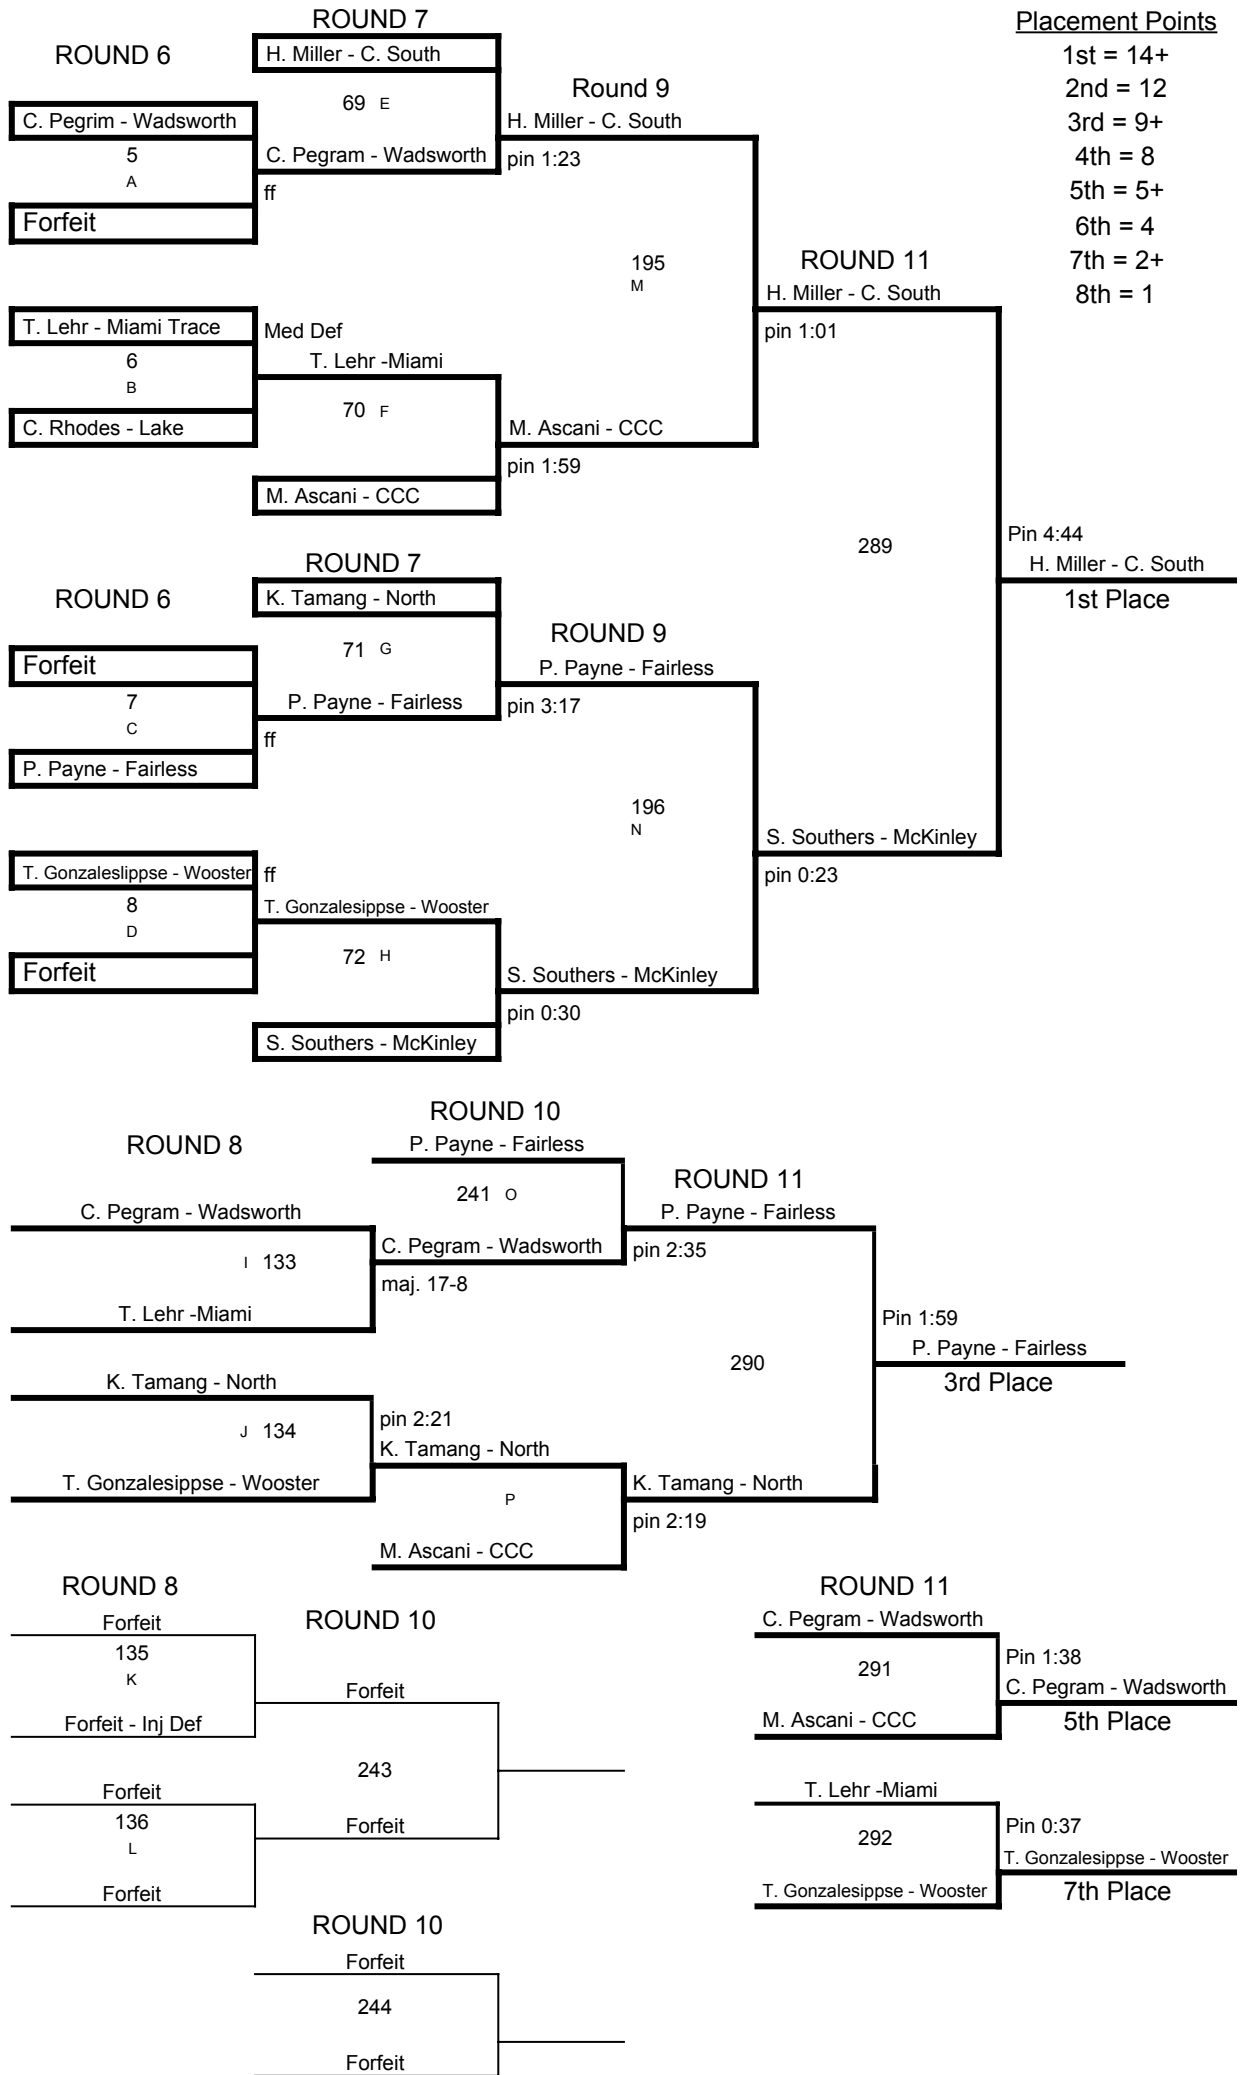 ROUND 7
Placement Points
ROUND 6
H. Miller - C. South
1st = 14+
2nd = 12
Round 9
69 E
C. Pegrim - Wadsworth
H. Miller - C. South
3rd = 9+
5
C. Pegram - Wadsworth
pin 1:23
4th = 8
A
ff
5th = 5+
Forfeit
6th = 4
195
ROUND 11
7th = 2+
M
H. Miller - C. South
8th = 1
T. Lehr - Miami Trace
Med Def
pin 1:01
6
T. Lehr -Miami
B
70 F
C. Rhodes - Lake
M. Ascani - CCC
pin 1:59
M. Ascani - CCC
289
Pin 4:44
ROUND 7
H. Miller - C. South
ROUND 6
K. Tamang - North
1st Place
ROUND 9
Forfeit
71 G
P. Payne - Fairless
7
P. Payne - Fairless
pin 3:17
C
ff
P. Payne - Fairless
196
N
S. Southers - McKinley
T. Gonzaleslippse - Wooster
ff
pin 0:23
8
T. Gonzalesippse - Wooster
D
72 H
Forfeit
S. Southers - McKinley
pin 0:30
S. Southers - McKinley
ROUND 10
ROUND 8
P. Payne - Fairless
ROUND 11
241 O
C. Pegram - Wadsworth
P. Payne - Fairless
I 133
C. Pegram - Wadsworth
pin 2:35
maj. 17-8
T. Lehr -Miami
Pin 1:59
P. Payne - Fairless
290
K. Tamang - North
3rd Place
J 134
pin 2:21
K. Tamang - North
T. Gonzalesippse - Wooster
K. Tamang - North
P
pin 2:19
M. Ascani - CCC
ROUND 8
ROUND 11
Forfeit
ROUND 10
C. Pegram - Wadsworth
135
Pin 1:38
K
291
C. Pegram - Wadsworth
Forfeit
Forfeit - Inj Def
M. Ascani - CCC
5th Place
243
Forfeit
T. Lehr -Miami
136
Forfeit
Pin 0:37
L
292
T. Gonzalesippse - Wooster
Forfeit
T. Gonzalesippse - Wooster
7th Place
ROUND 10
Forfeit
244
Forfeit